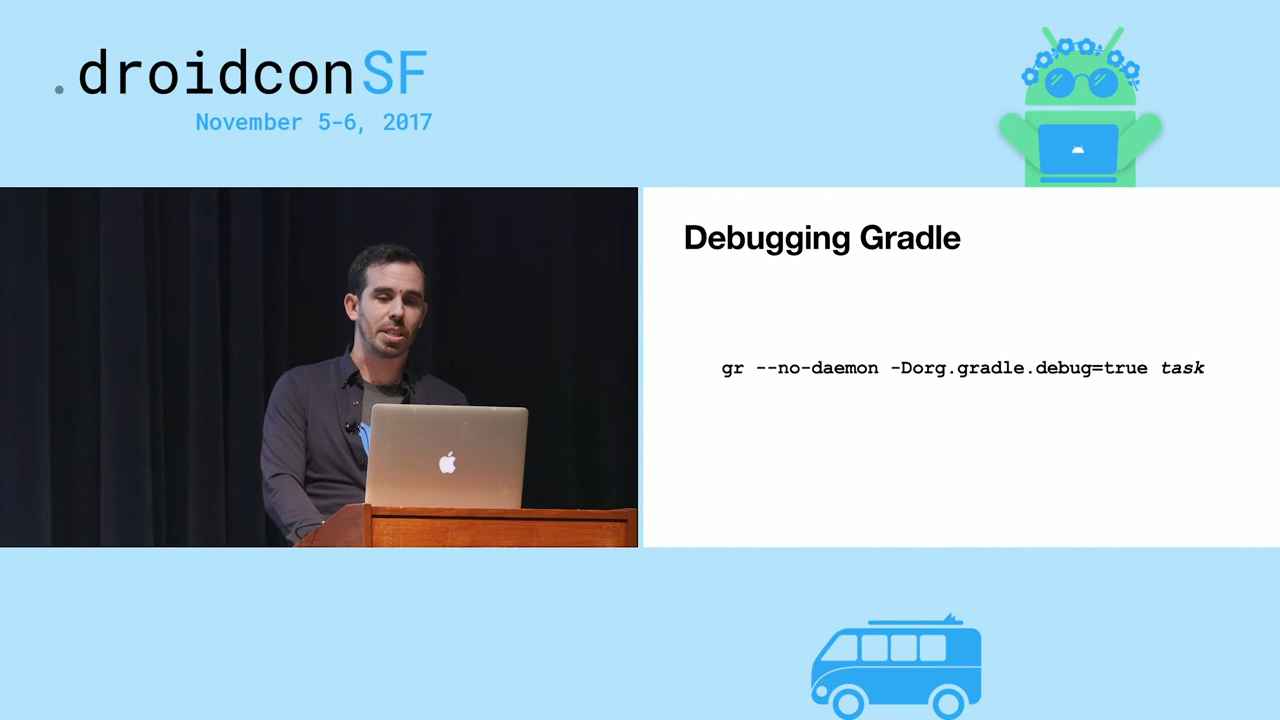 .droidconSF
November 5-6, 2017
Debugging Gradle
gr --no-daemon -Dorg.gradle.debug=true task